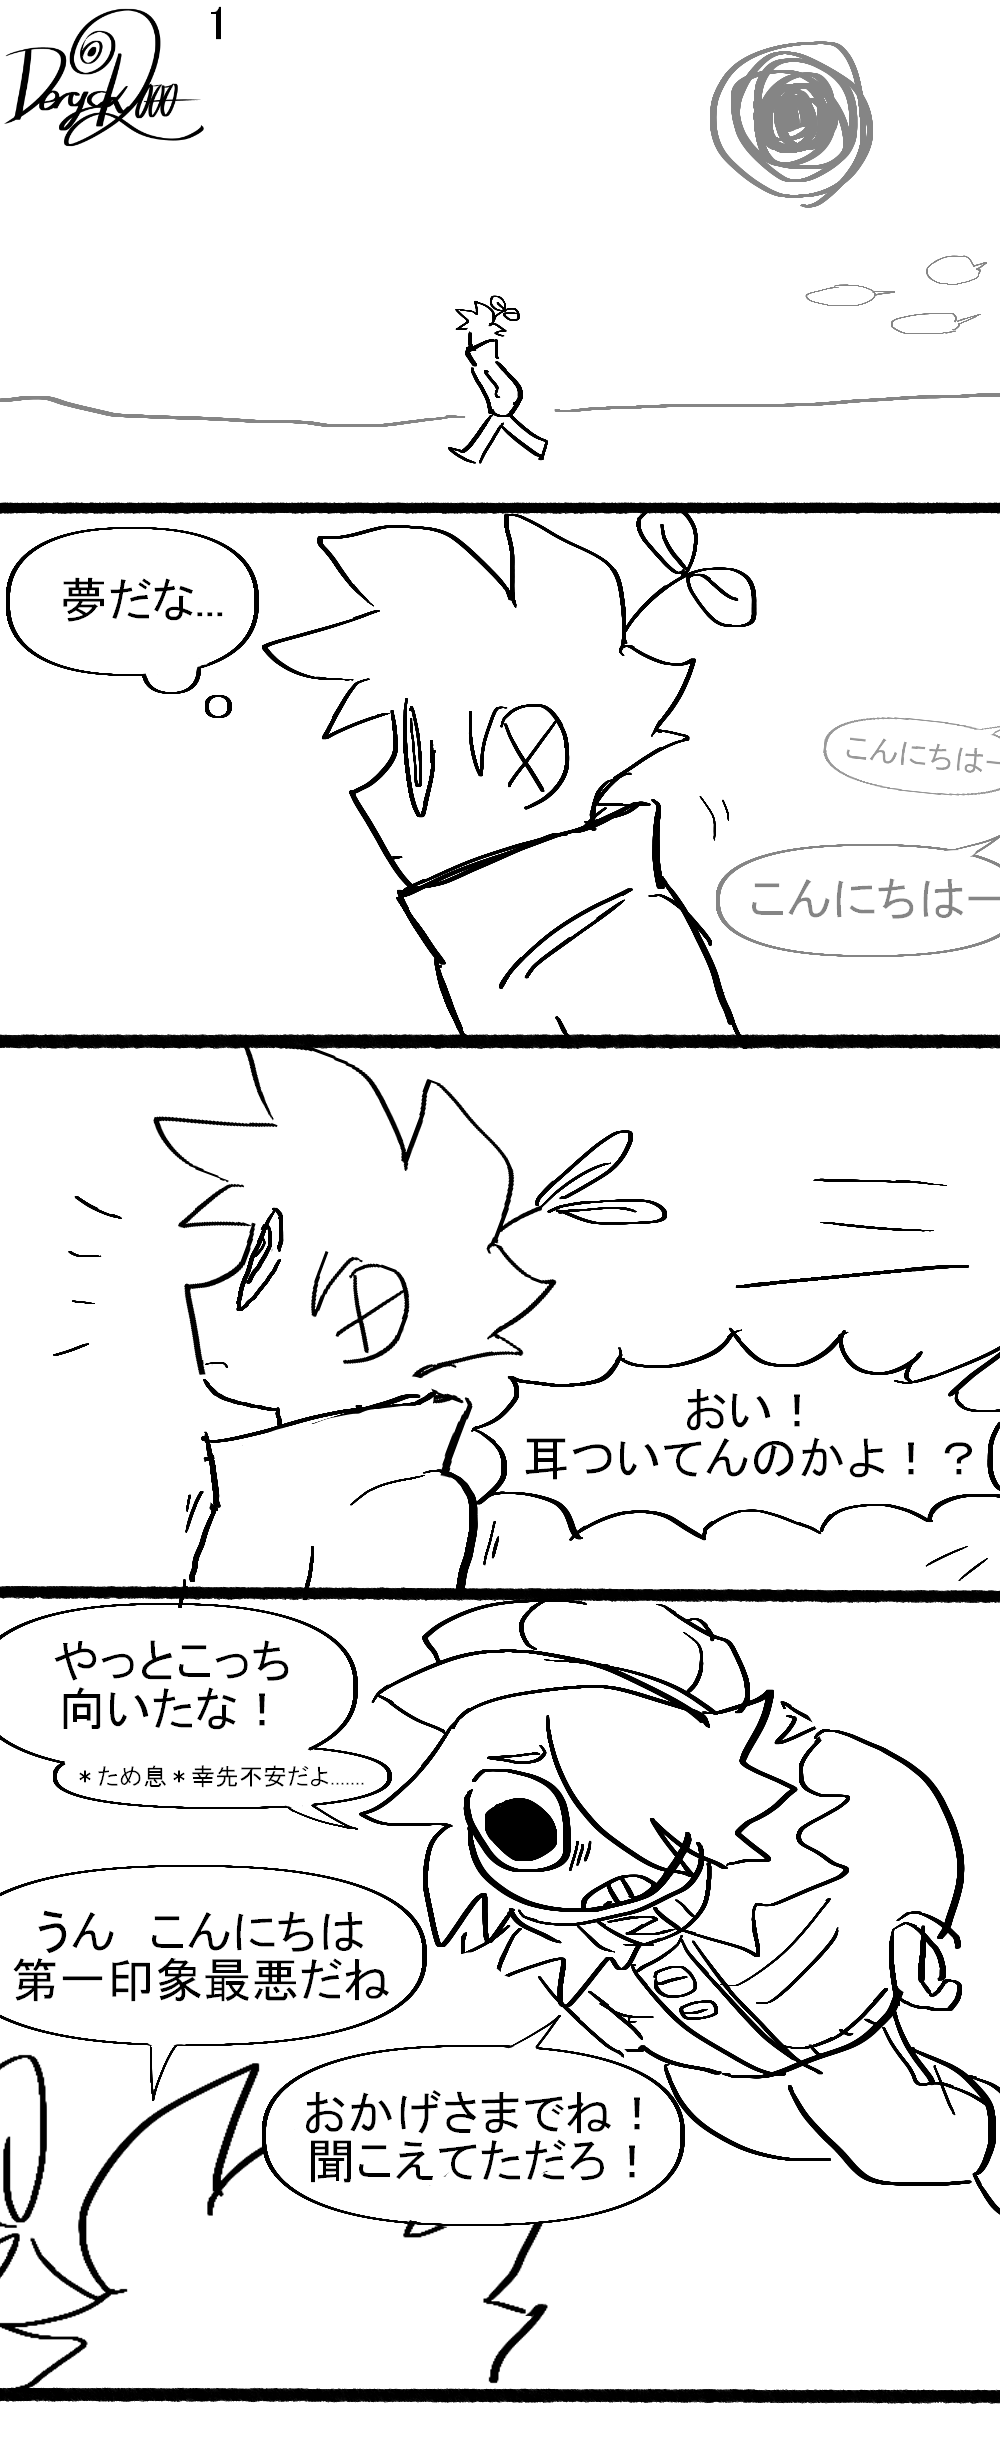 1
夢だな...
こんにちはー
こんにちはー
おい！
耳ついてんのかよ！？
やっとこっち
向いたな！
＊ため息＊幸先不安だよ.......
うん　こんにちは
第一印象最悪だね
おかげさまでね！
聞こえてただろ！